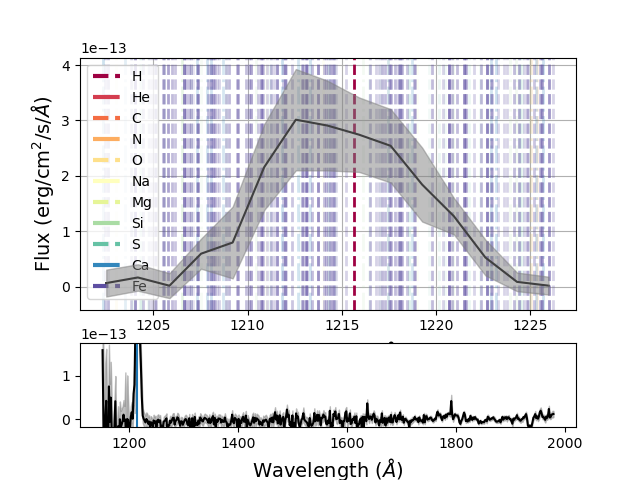 1e−13
4
3
2
1
0
Flux (erg/cm²/s/Å)
H
He
C
N
O
Na
Mg
Si
S
Ca
Fe
1205 1210 1215 1220 1225
1e−13
1
0
1200 1400 1600 1800 2000
Wavelength (Å)